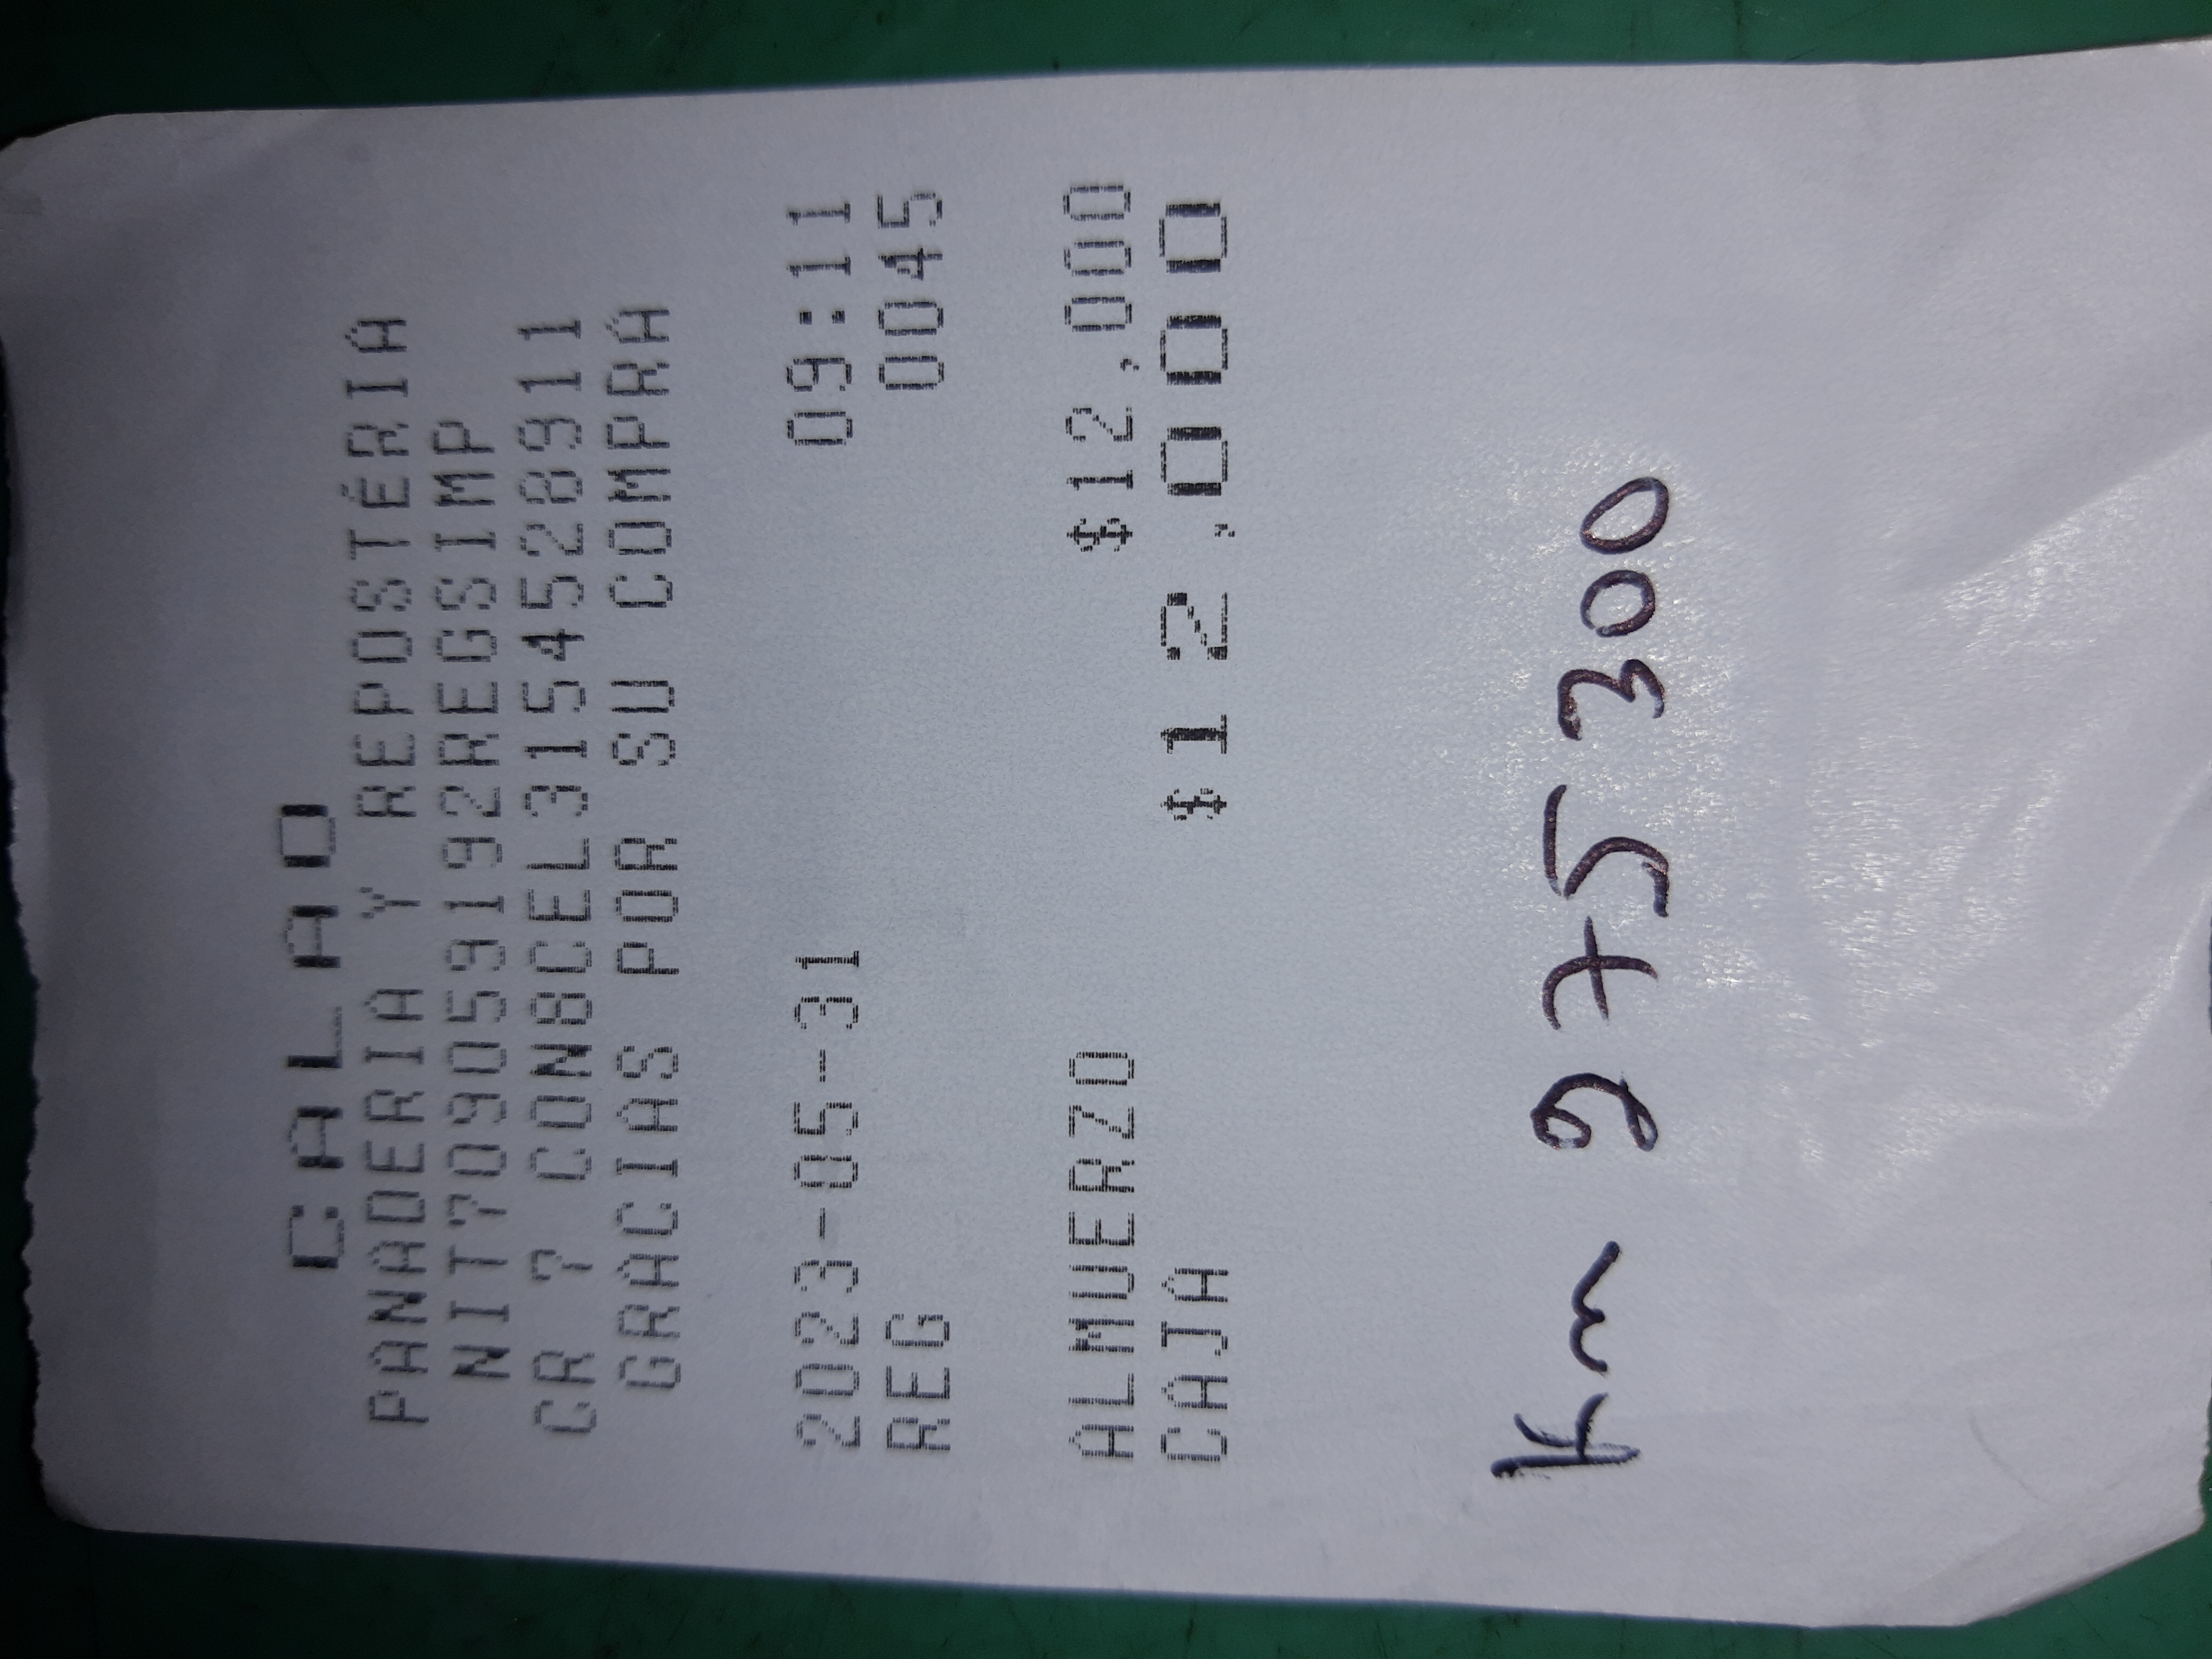 CALAO
PANADERIA Y REPOSTERIA
NIT709059192REGSIMP
CR 7 CON8CEL3154528911
GRACIAS POR SU COMPRA
2023-05-31 09:11
REG 0045
ALMUERZO $12,000
CAJA $12,000
Km 975300